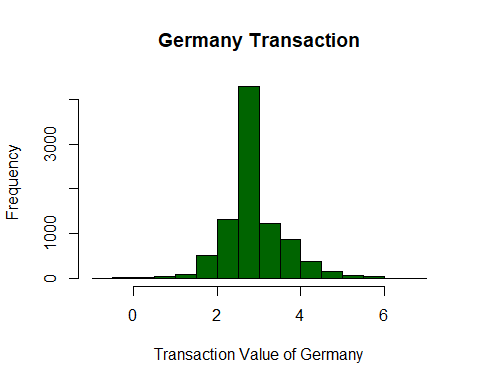 Germany Transaction
Frequency
3000
1000
0
0 2 4 6
Transaction Value of Germany